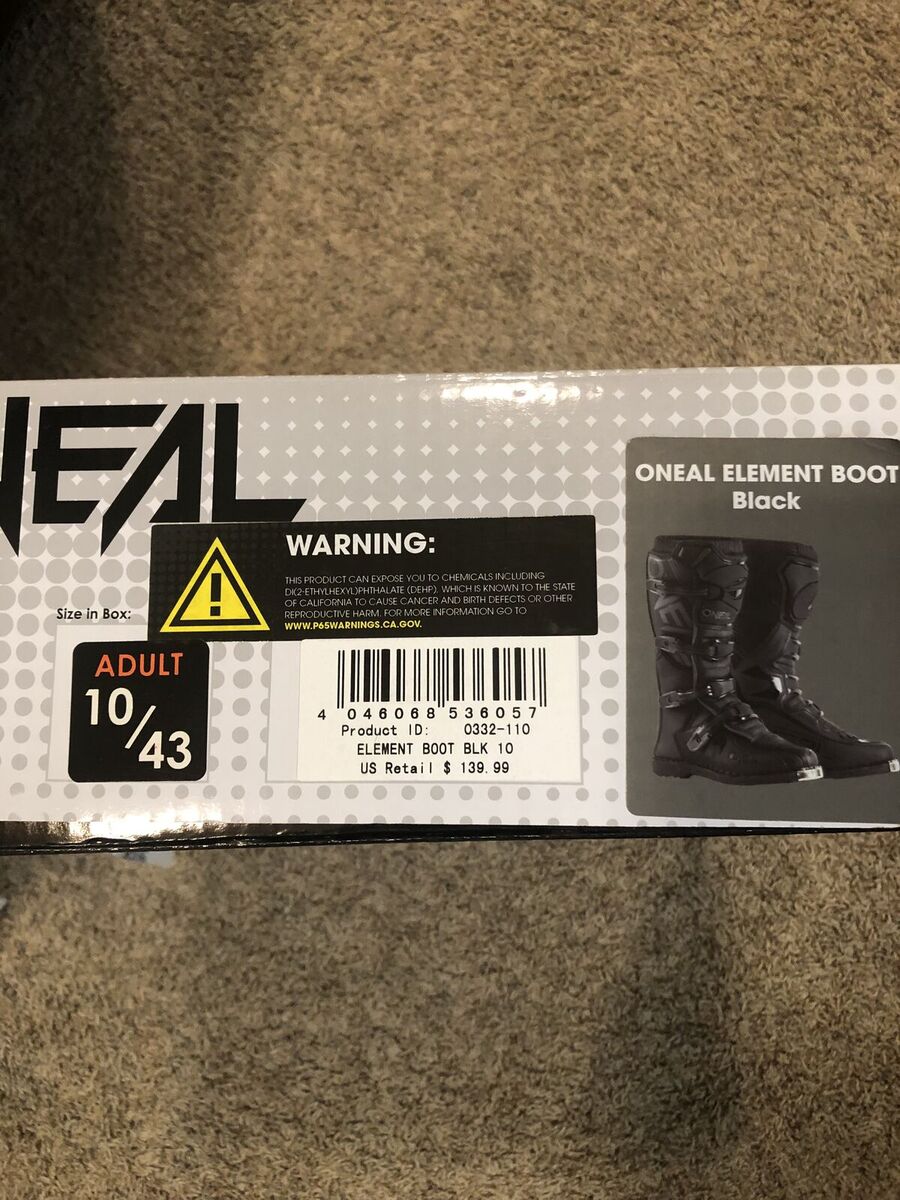 NEAL
ONEAL ELEMENT BOOT
Black
WARNING:
THIS PRODUCT CAN EXPOSE YOU TO CHEMICALS INCLUDING
DI(2-ETHYLHEXYL)PHTHALATE (DEHP), WHICH IS KNOWN TO THE STATE
OF CALIFORNIA TO CAUSE CANCER AND BIRTH DEFECTS OR OTHER
REPRODUCTIVE HARM. FOR MORE INFORMATION GO TO
WWW.P65WARNINGS.CA.GOV.
Size in Box:
ADULT
10/43
4 046068 536057
Product ID: 0332-110
ELEMENT BOOT BLK 10
US Retail $ 139.99